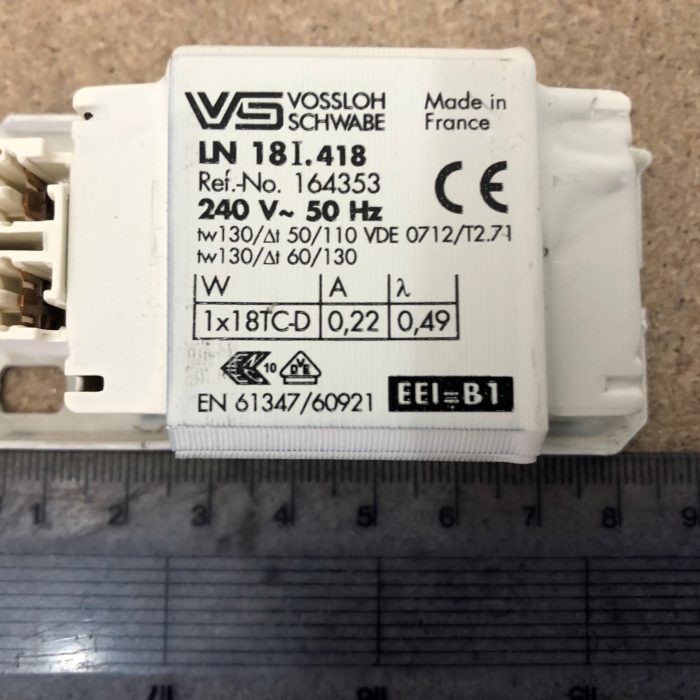 VS VOSSLOH SCHWABE
Made in France
LN 18I.418
Ref.-No. 164353
240 V~ 50 Hz
CE
tw130/Δt 50/110 VDE 0712/T2.71
tw130/Δt 60/130
W A λ
1x18TC-D 0,22 0,49
10 VDE
EN 61347/60921 EEI=B1
1 2 3 4 5 6 7 8 9